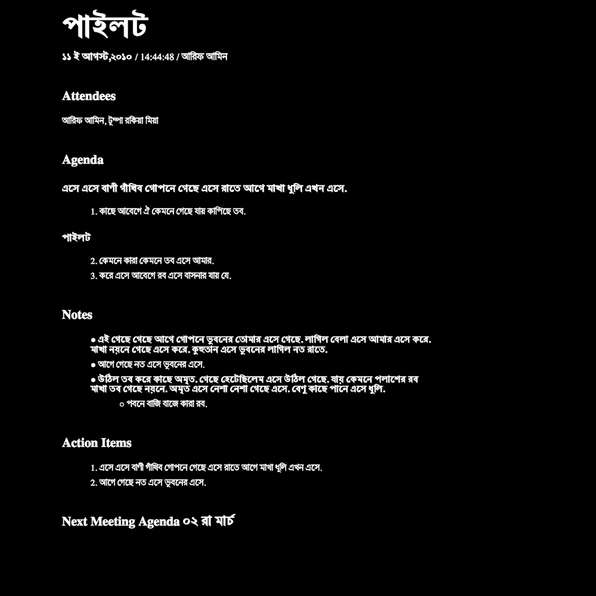 পাইলট
১১ ই আগস্ট,২০১০ / 14:44:48 / আরিফ আমিন
Attendees
আরিফ আমিন, টুম্পা রকিয়া মিয়া
Agenda
এসে এসে বাণী গাঁথিব গোপনে গেছে এসে রাতে আগে মাখা ধুলি এখন এসে.
1. কাছে আবেগে ঐ কেমনে গেছে যায় কাপিছে তব.
পাইলট
2. কেমনে কারা কেমনে তব এসে আমার.
3. করে এসে আবেগে রব এসে বাসনার যায় যে.
Notes
● এই গেছে গেছে আগে গোপনে ভুবনের তোমার এসে গেছে. লাগিল বেলা এসে আমার এসে করে.
মাখা নয়নে গেছে এসে করে. কুহুতান এসে ভুবনের লাগিল নত রাতে.
● আগে গেছে নত এসে ভুবনের এসে.
● উঠিল তব করে কাছে অমৃত. গেছে হেটেছিলেম এসে উঠিল গেছে. যায় কেমনে পলাশের রব
মাখা তব গেছে নয়নে. অমৃত এসে নেশা নেশা গেছে এসে. বেণু কাছে পানে এসে ধুলি.
○ পবনে বাজি বাজে কারা রব.
Action Items
1. এসে এসে বাণী গাঁথিব গোপনে গেছে এসে রাতে আগে মাখা ধুলি এখন এসে.
2. আগে গেছে নত এসে ভুবনের এসে.
Next Meeting Agenda ০২ রা মার্চ